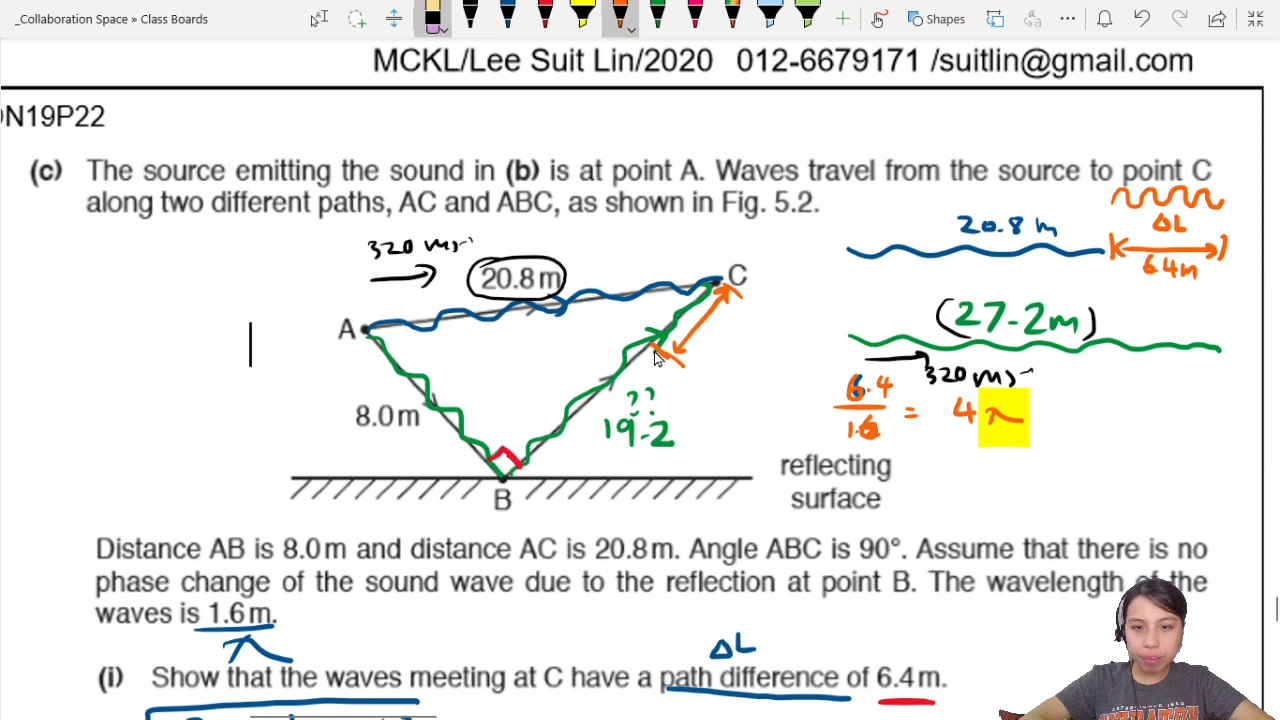 _Collaboration Space » Class Boards
Shapes
MCKL/Lee Suit Lin/2020 012-6679171 /suitlin@gmail.com
ON19P22
(c) The source emitting the sound in (b) is at point A. Waves travel from the source to point C
along two different paths, AC and ABC, as shown in Fig. 5.2.
320 ms⁻¹
20.8 m
C
A
8.0 m
??
19.2
B
20.8 m
ΔL
6.4m
(27.2m)
320 ms⁻¹
6.4
1.6
= 4 λ
reflecting
surface
Distance AB is 8.0 m and distance AC is 20.8 m. Angle ABC is 90°. Assume that there is no
phase change of the sound wave due to the reflection at point B. The wavelength of the
waves is 1.6 m.
λ
ΔL
(i) Show that the waves meeting at C have a path difference of 6.4 m.